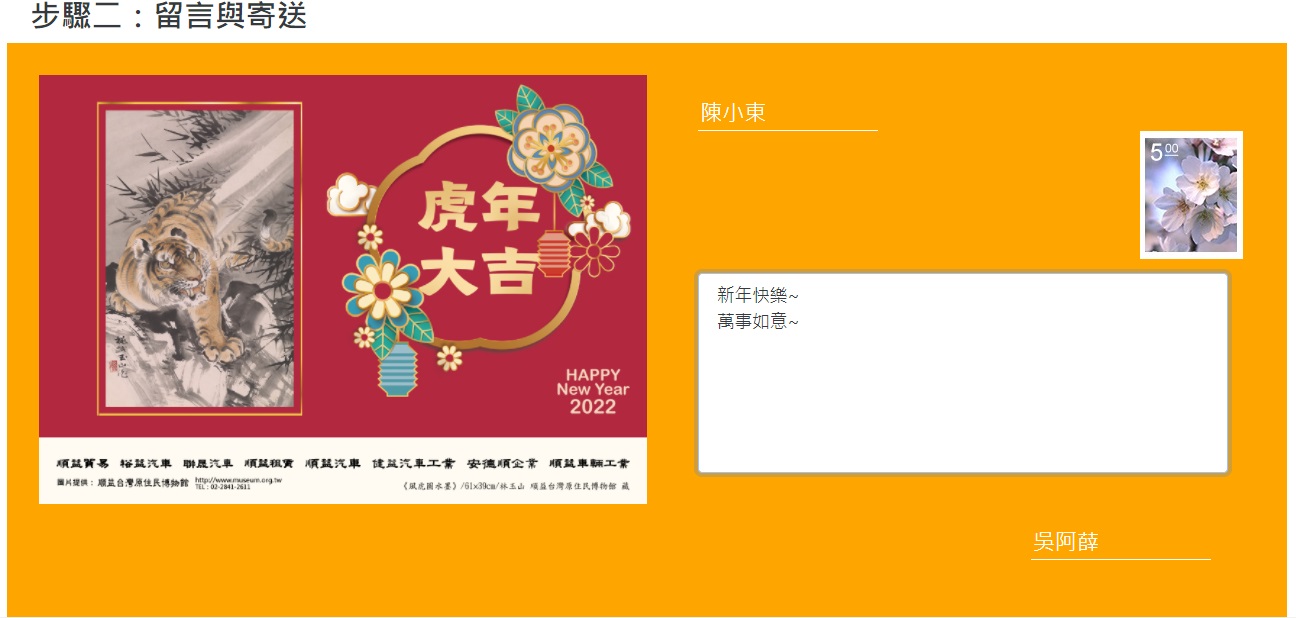 步驟二：留言與寄送
虎年
大吉
HAPPY
New Year
2022
順益貿易 裕益汽車 聯晟汽車 順益租賃 順益汽車 健益汽車工業 安德順企業 順益車輛工業
圖片提供： 順益台灣原住民博物館 http://www.museum.org.tw
TEL : 02-2841-2611
《風虎圖水墨》/61x39cm/林玉山 順益台灣原住民博物館 藏
陳小東
5.00
新年快樂~
萬事如意~
吳阿薛